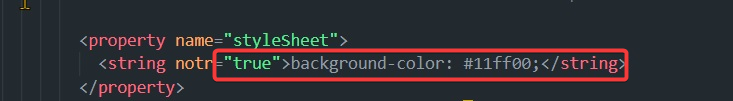 <property name="styleSheet">
<string notr="true">background-color: #11ff00;</string>
</property>